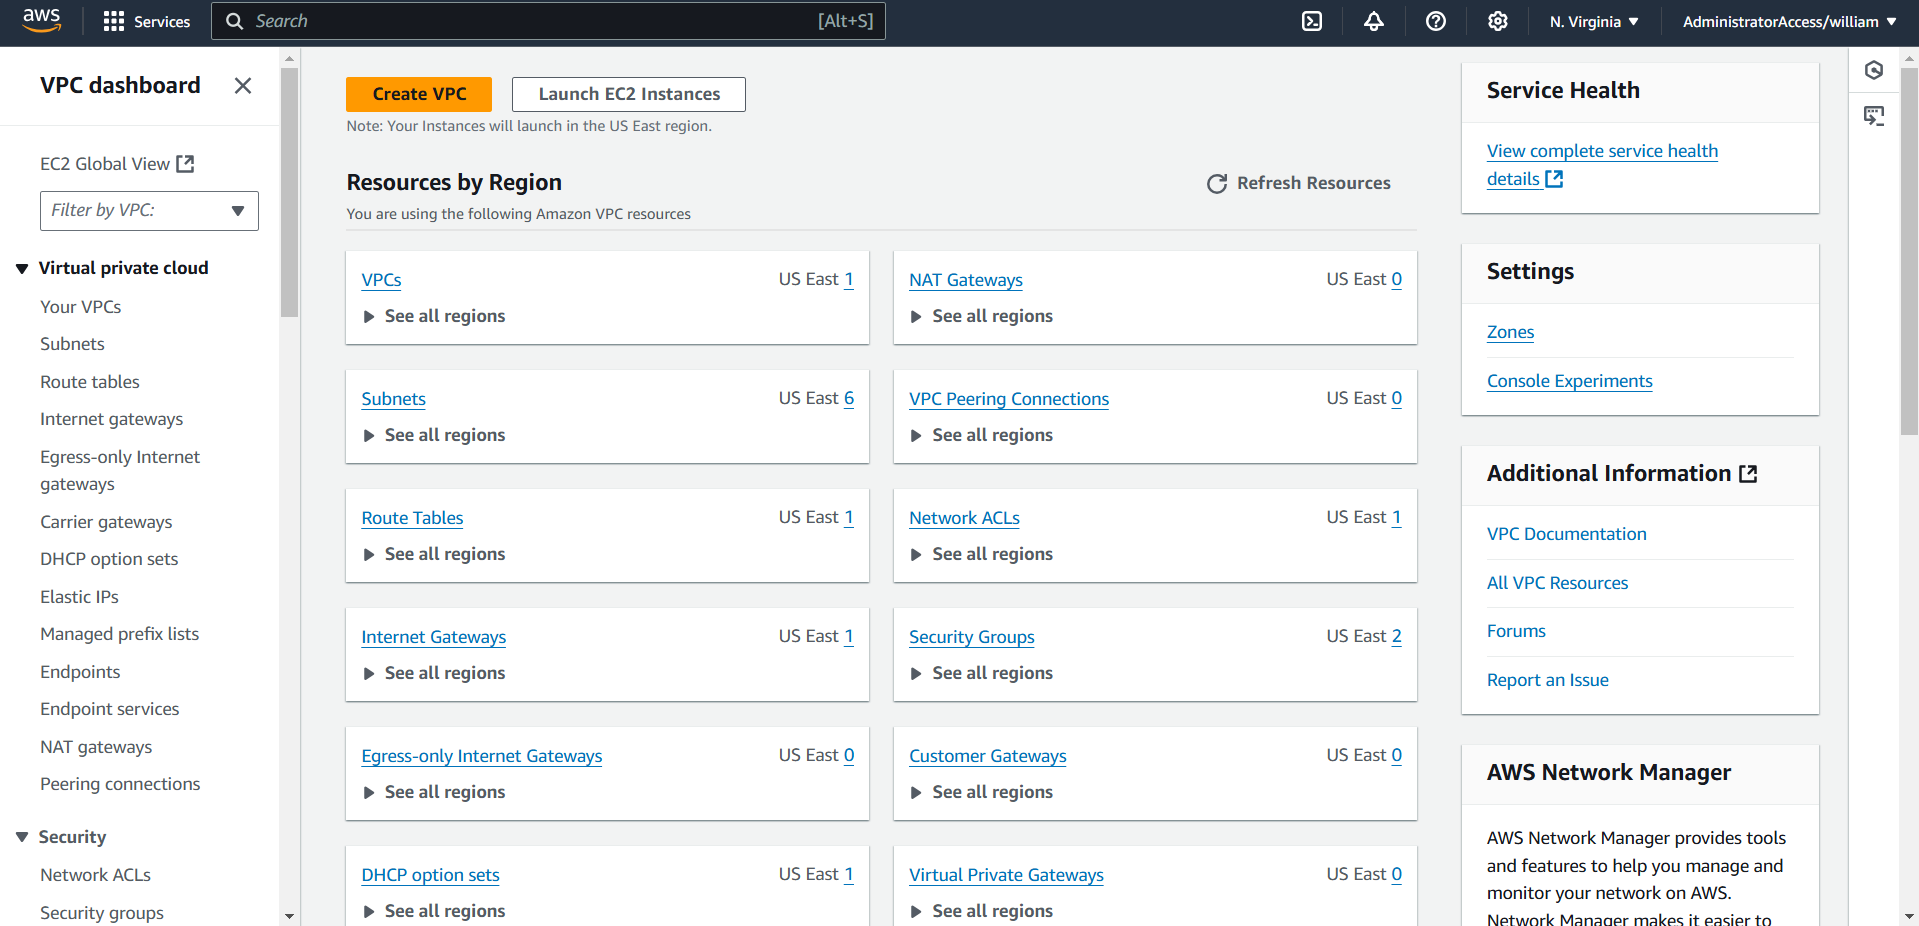 aws
Services
Search
[Alt+S]
N. Virginia
AdministratorAccess/william
VPC dashboard
EC2 Global View
Filter by VPC:
Virtual private cloud
Your VPCs
Subnets
Route tables
Internet gateways
Egress-only Internet
gateways
Carrier gateways
DHCP option sets
Elastic IPs
Managed prefix lists
Endpoints
Endpoint services
NAT gateways
Peering connections
Security
Network ACLs
Security groups
Create VPC
Launch EC2 Instances
Note: Your Instances will launch in the US East region.
Resources by Region
Refresh Resources
You are using the following Amazon VPC resources
VPCs US East 1
See all regions
NAT Gateways US East 0
See all regions
Subnets US East 6
See all regions
VPC Peering Connections US East 0
See all regions
Route Tables US East 1
See all regions
Network ACLs US East 1
See all regions
Internet Gateways US East 1
See all regions
Security Groups US East 2
See all regions
Egress-only Internet Gateways US East 0
See all regions
Customer Gateways US East 0
See all regions
DHCP option sets US East 1
See all regions
Virtual Private Gateways US East 0
See all regions
Service Health
View complete service health
details
Settings
Zones
Console Experiments
Additional Information
VPC Documentation
All VPC Resources
Forums
Report an Issue
AWS Network Manager
AWS Network Manager provides tools
and features to help you manage and
monitor your network on AWS.
Network Manager makes it easier to